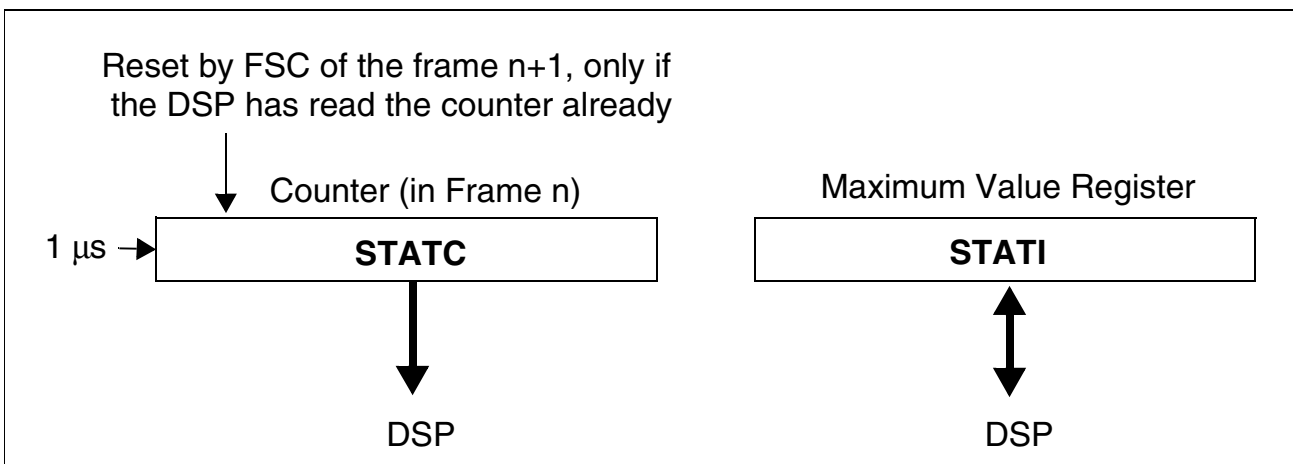 Reset by FSC of the frame n+1, only if
the DSP has read the counter already
Counter (in Frame n)
Maximum Value Register
1 μs
STATC
STATI
DSP
DSP